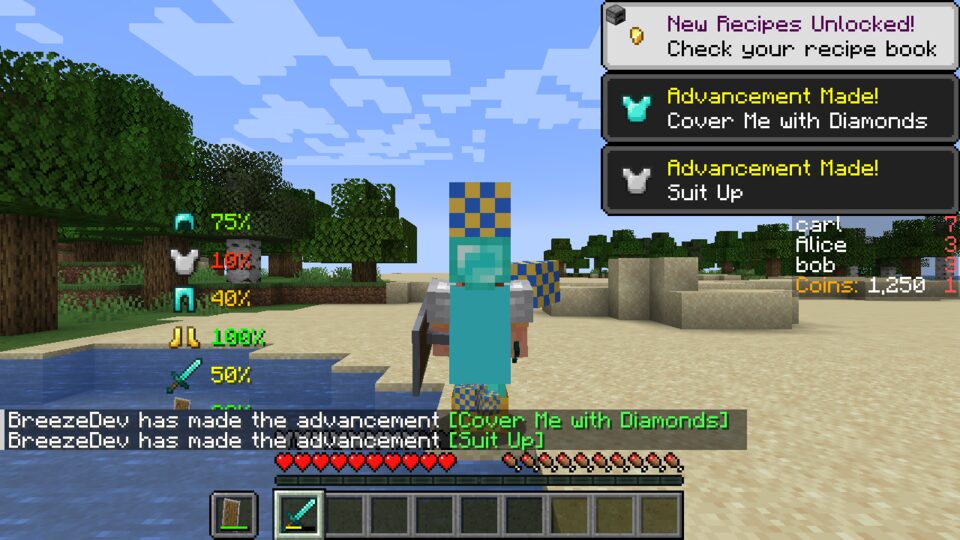 New Recipes Unlocked!
Check your recipe book
Advancement Made!
Cover Me with Diamonds
Advancement Made!
Suit Up
carl 7
Alice 3
bob
Coins: 1,250 1
75%
10%
40%
100%
50%
BreezeDev has made the advancement [Cover Me with Diamonds]
BreezeDev has made the advancement [Suit Up]